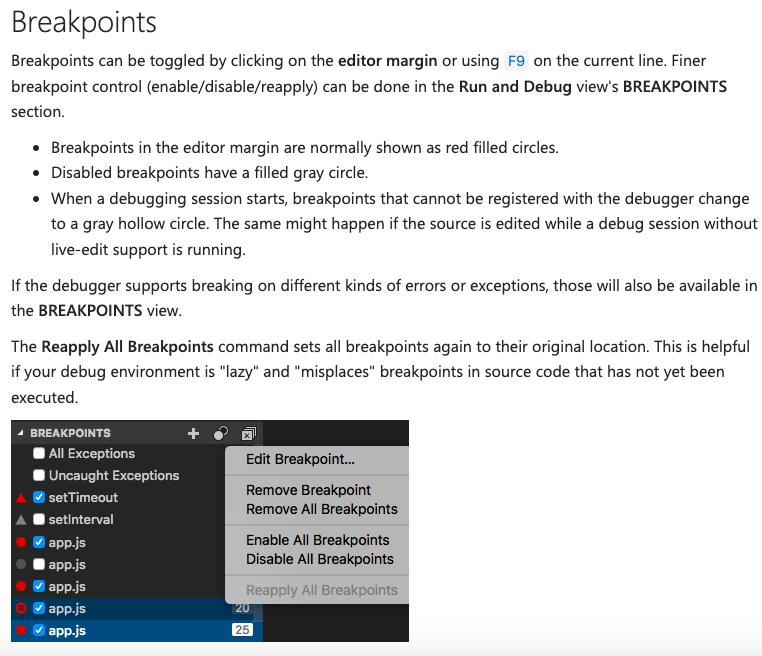 Breakpoints
Breakpoints can be toggled by clicking on the editor margin or using F9 on the current line. Finer
breakpoint control (enable/disable/reapply) can be done in the Run and Debug view's BREAKPOINTS
section.
• Breakpoints in the editor margin are normally shown as red filled circles.
• Disabled breakpoints have a filled gray circle.
• When a debugging session starts, breakpoints that cannot be registered with the debugger change
to a gray hollow circle. The same might happen if the source is edited while a debug session without
live-edit support is running.
If the debugger supports breaking on different kinds of errors or exceptions, those will also be available in
the BREAKPOINTS view.
The Reapply All Breakpoints command sets all breakpoints again to their original location. This is helpful
if your debug environment is "lazy" and "misplaces" breakpoints in source code that has not yet been
executed.
BREAKPOINTS
All Exceptions
Uncaught Exceptions
setTimeout
setInterval
app.js
app.js
app.js
app.js 20
app.js 25
Edit Breakpoint...
Remove Breakpoint
Remove All Breakpoints
Enable All Breakpoints
Disable All Breakpoints
Reapply All Breakpoints